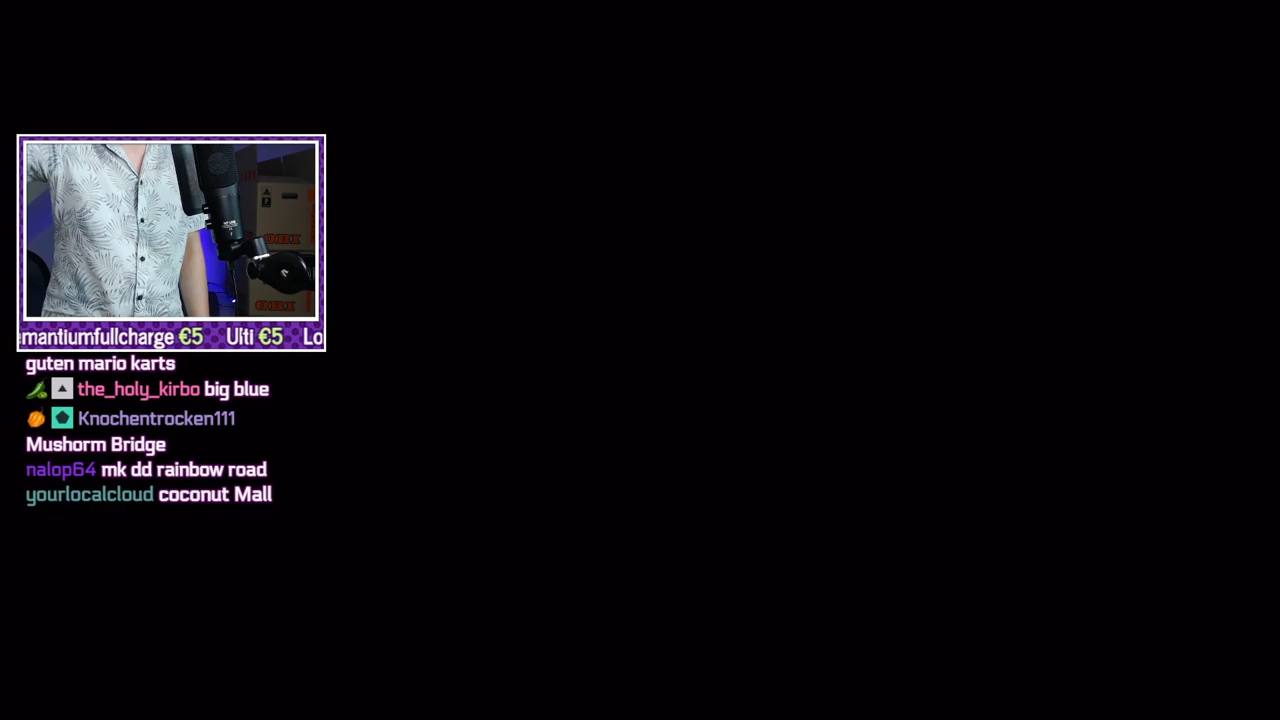 mantiumfullcharge €5 Uiti €5 Lo
guten mario karts
the_holy_kirbo big blue
Knochentrocken111
Mushorm Bridge
nalop64 mk dd rainbow road
yourlocalcloud coconut Mall